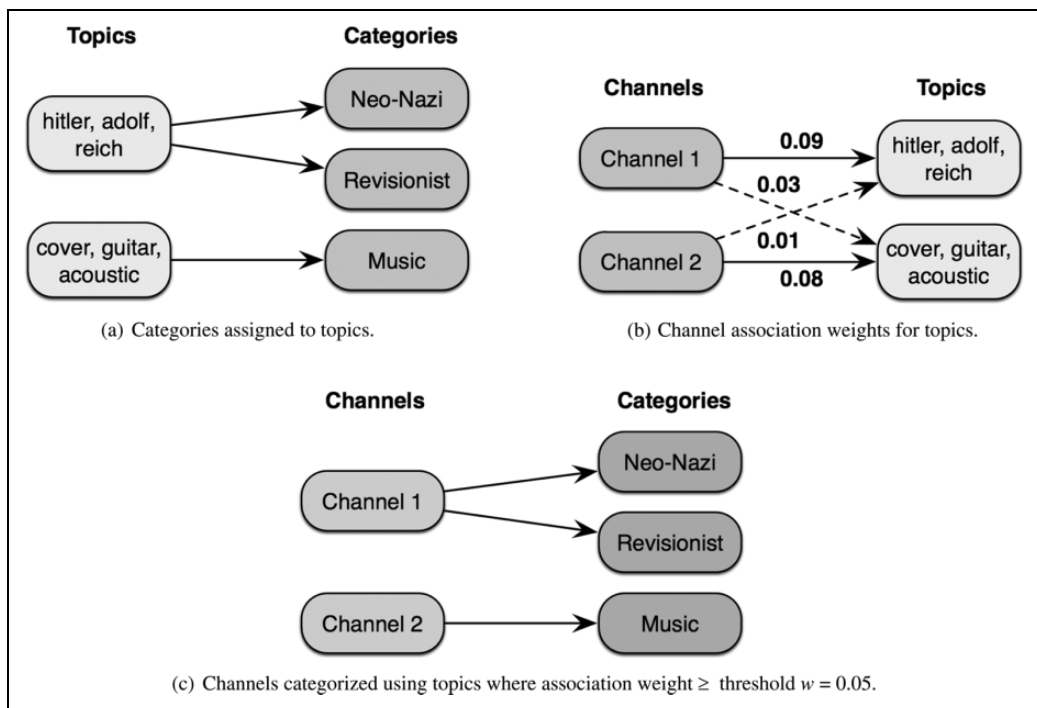 Topics
Categories
hitler, adolf,
reich
Neo-Nazi
Revisionist
cover, guitar,
acoustic
Music
(a) Categories assigned to topics.
Channels
Topics
Channel 1
0.09
hitler, adolf,
reich
0.03
Channel 2
0.01
0.08
cover, guitar,
acoustic
(b) Channel association weights for topics.
Channels
Categories
Channel 1
Neo-Nazi
Revisionist
Channel 2
Music
(c) Channels categorized using topics where association weight ≥ threshold w = 0.05.